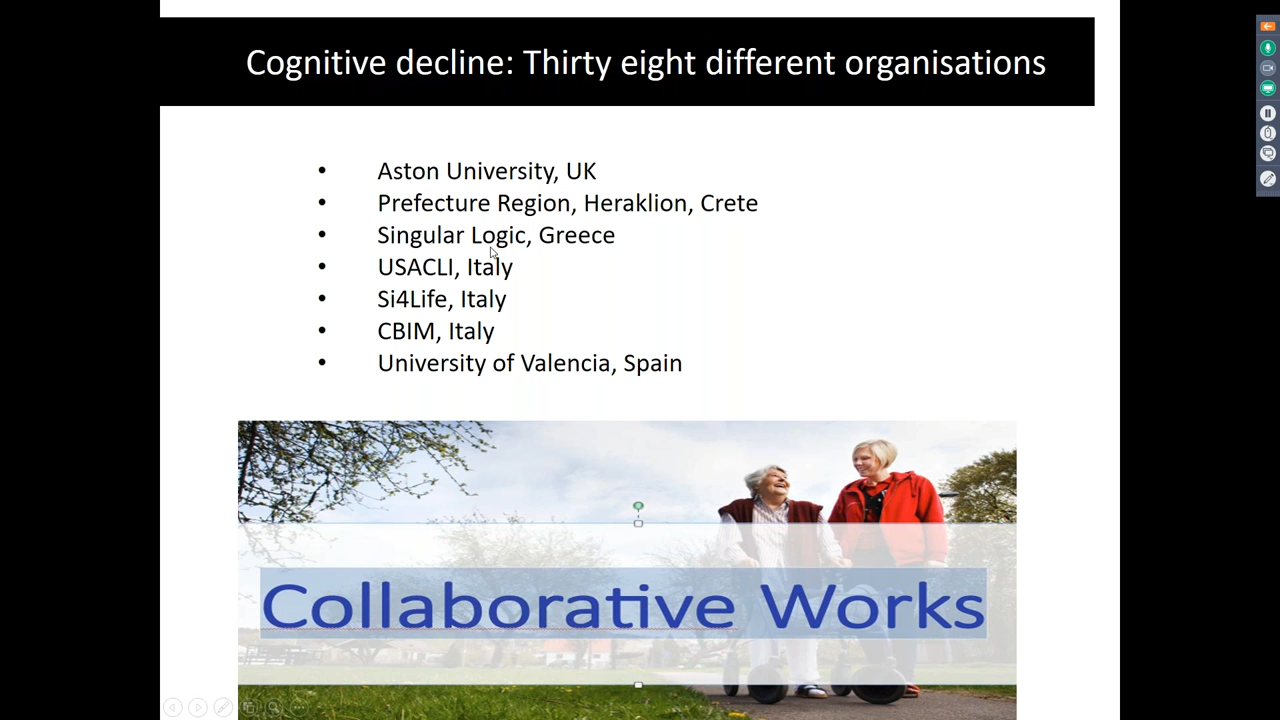 Cognitive decline: Thirty eight different organisations
• Aston University, UK
• Prefecture Region, Heraklion, Crete
• Singular Logic, Greece
• USACLI, Italy
• Si4Life, Italy
• CBIM, Italy
• University of Valencia, Spain
Collaborative Works